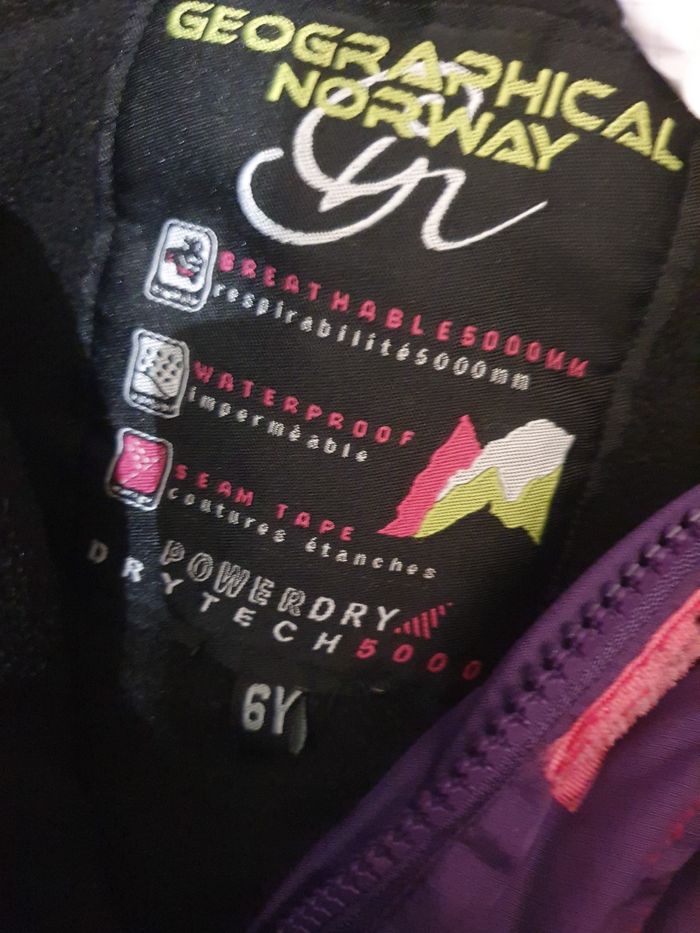 GEOGRAPHICAL
NORWAY
BREATHABLE5000MM
respirabilité5000mm
WATERPROOF
imperméable
SEAM TAPE
coutures étanches
POWERDRY
DRYTECH5000
6Y